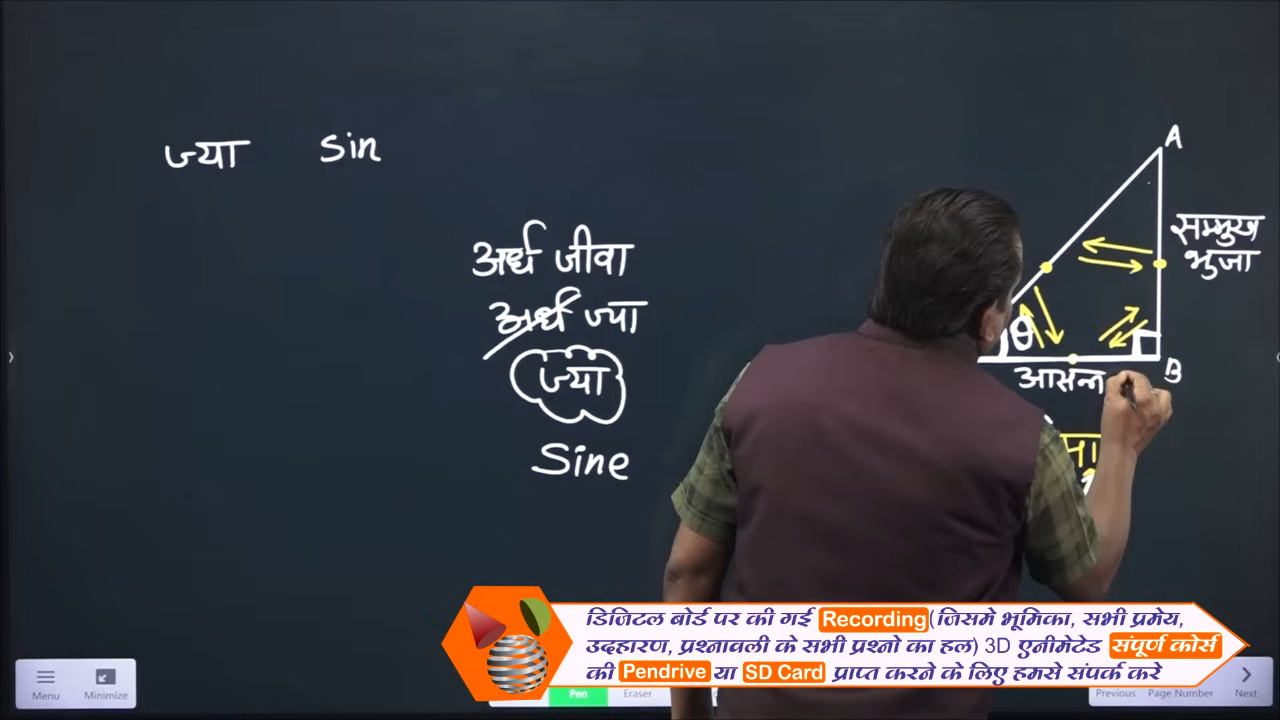 ज्या sin
अर्ध जीवा
अर्ध ज्या
ज्या
Sine
A
सम्मुख
भुजा
θ
B
आसन्न
डिजिटल बोर्ड पर की गई Recording (जिसमे भूमिका, सभी प्रमेय,
उदहारण, प्रश्नावली के सभी प्रश्नो का हल) 3D एनीमेटेड संपूर्ण कोर्स
की Pendrive या SD Card प्राप्त करने के लिए हमसे संपर्क करे
Menu Minimize Pen Eraser Previous Page Number Next